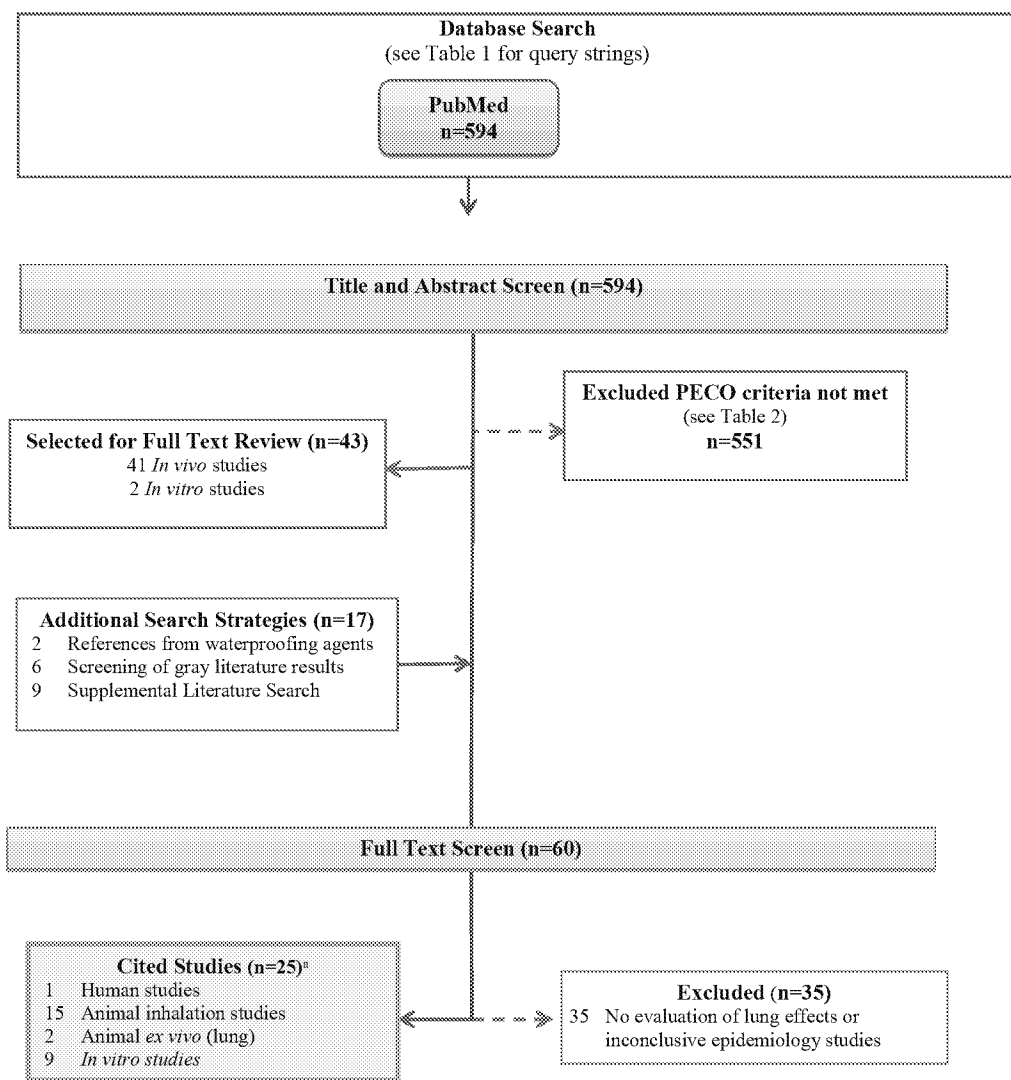 Database Search
(see Table 1 for query strings)
PubMed
n=594
Title and Abstract Screen (n=594)
Excluded PECO criteria not met
(see Table 2)
n=551
Selected for Full Text Review (n=43)
41 In vivo studies
2 In vitro studies
Additional Search Strategies (n=17)
2 References from waterproofing agents
6 Screening of gray literature results
9 Supplemental Literature Search
Full Text Screen (n=60)
Cited Studies (n=25)ª
1 Human studies
15 Animal inhalation studies
2 Animal ex vivo (lung)
9 In vitro studies
Excluded (n=35)
35 No evaluation of lung effects or
inconclusive epidemiology studies